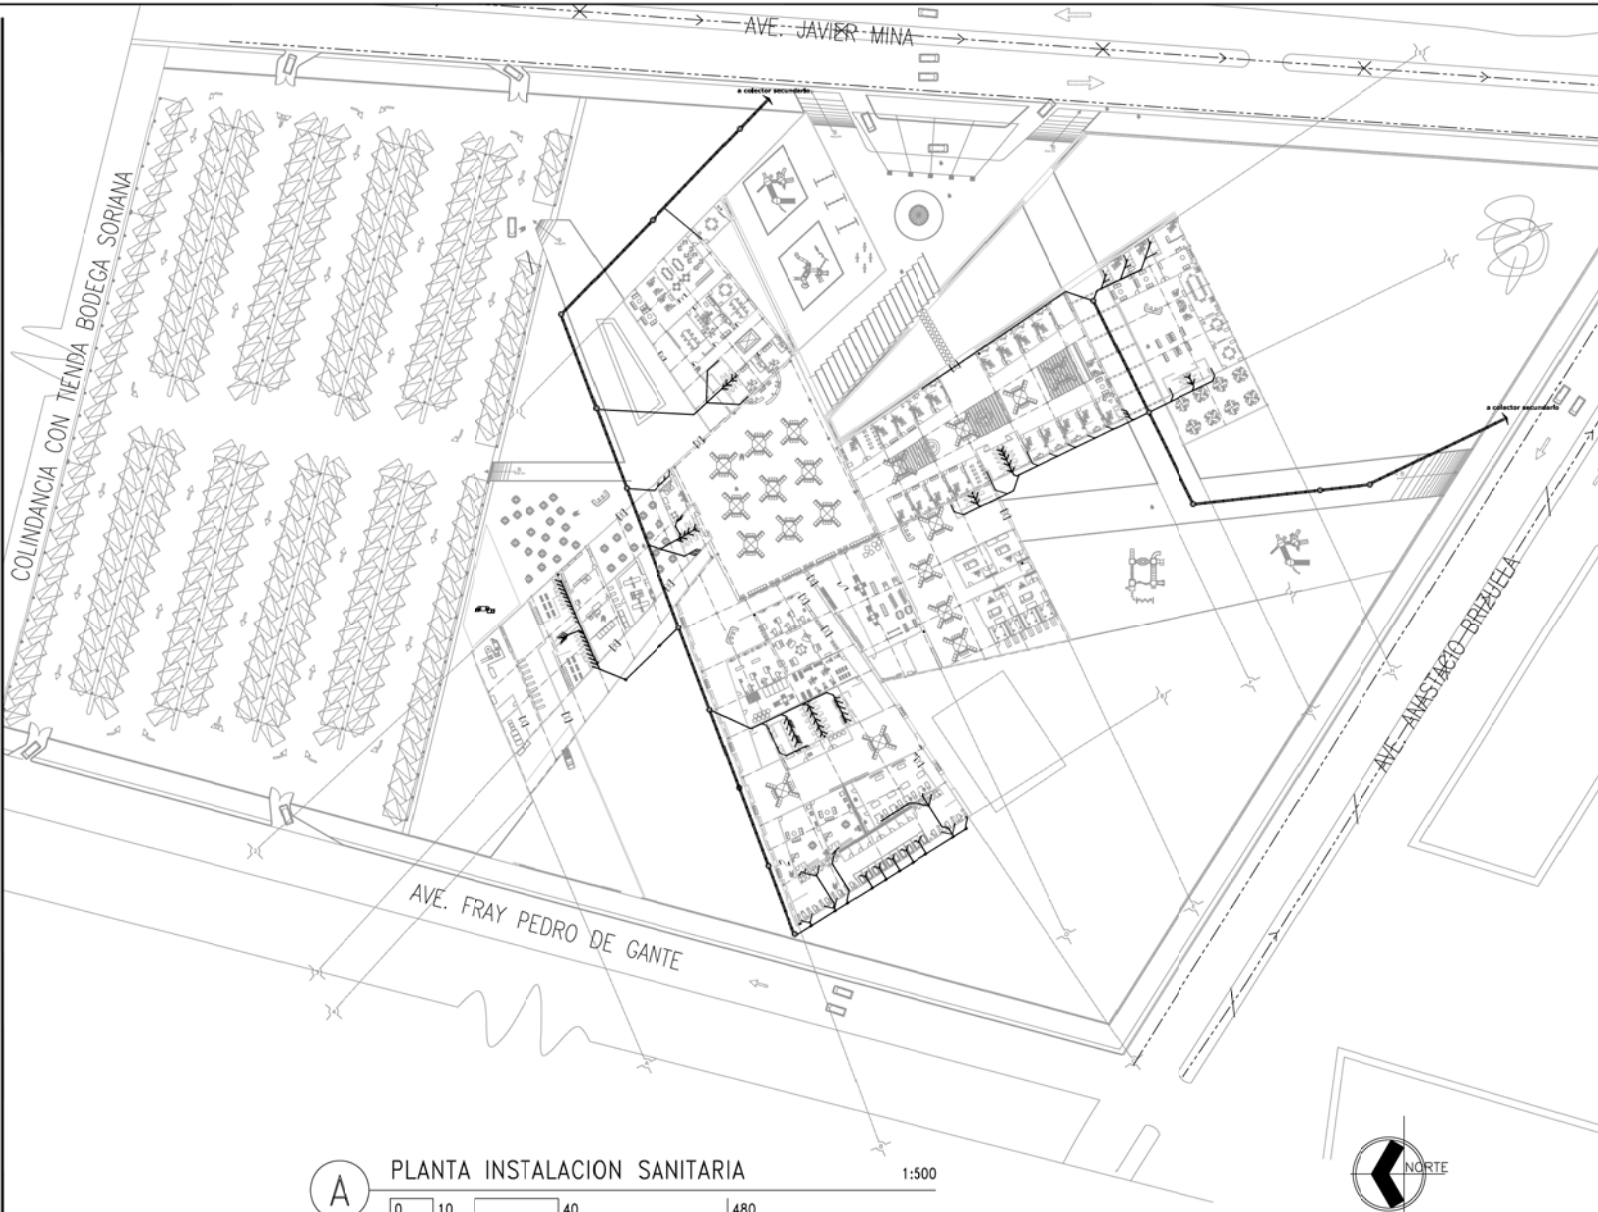 AVE. JAVIER MINA
a colector secundario
COLINDANCIA CON TIENDA BODEGA SORIANA
a colector secundario
AVE. ANASTACIO BRIZUELA
AVE. FRAY PEDRO DE GANTE
A
PLANTA INSTALACION SANITARIA 1:500
0 10 40 480
NORTE